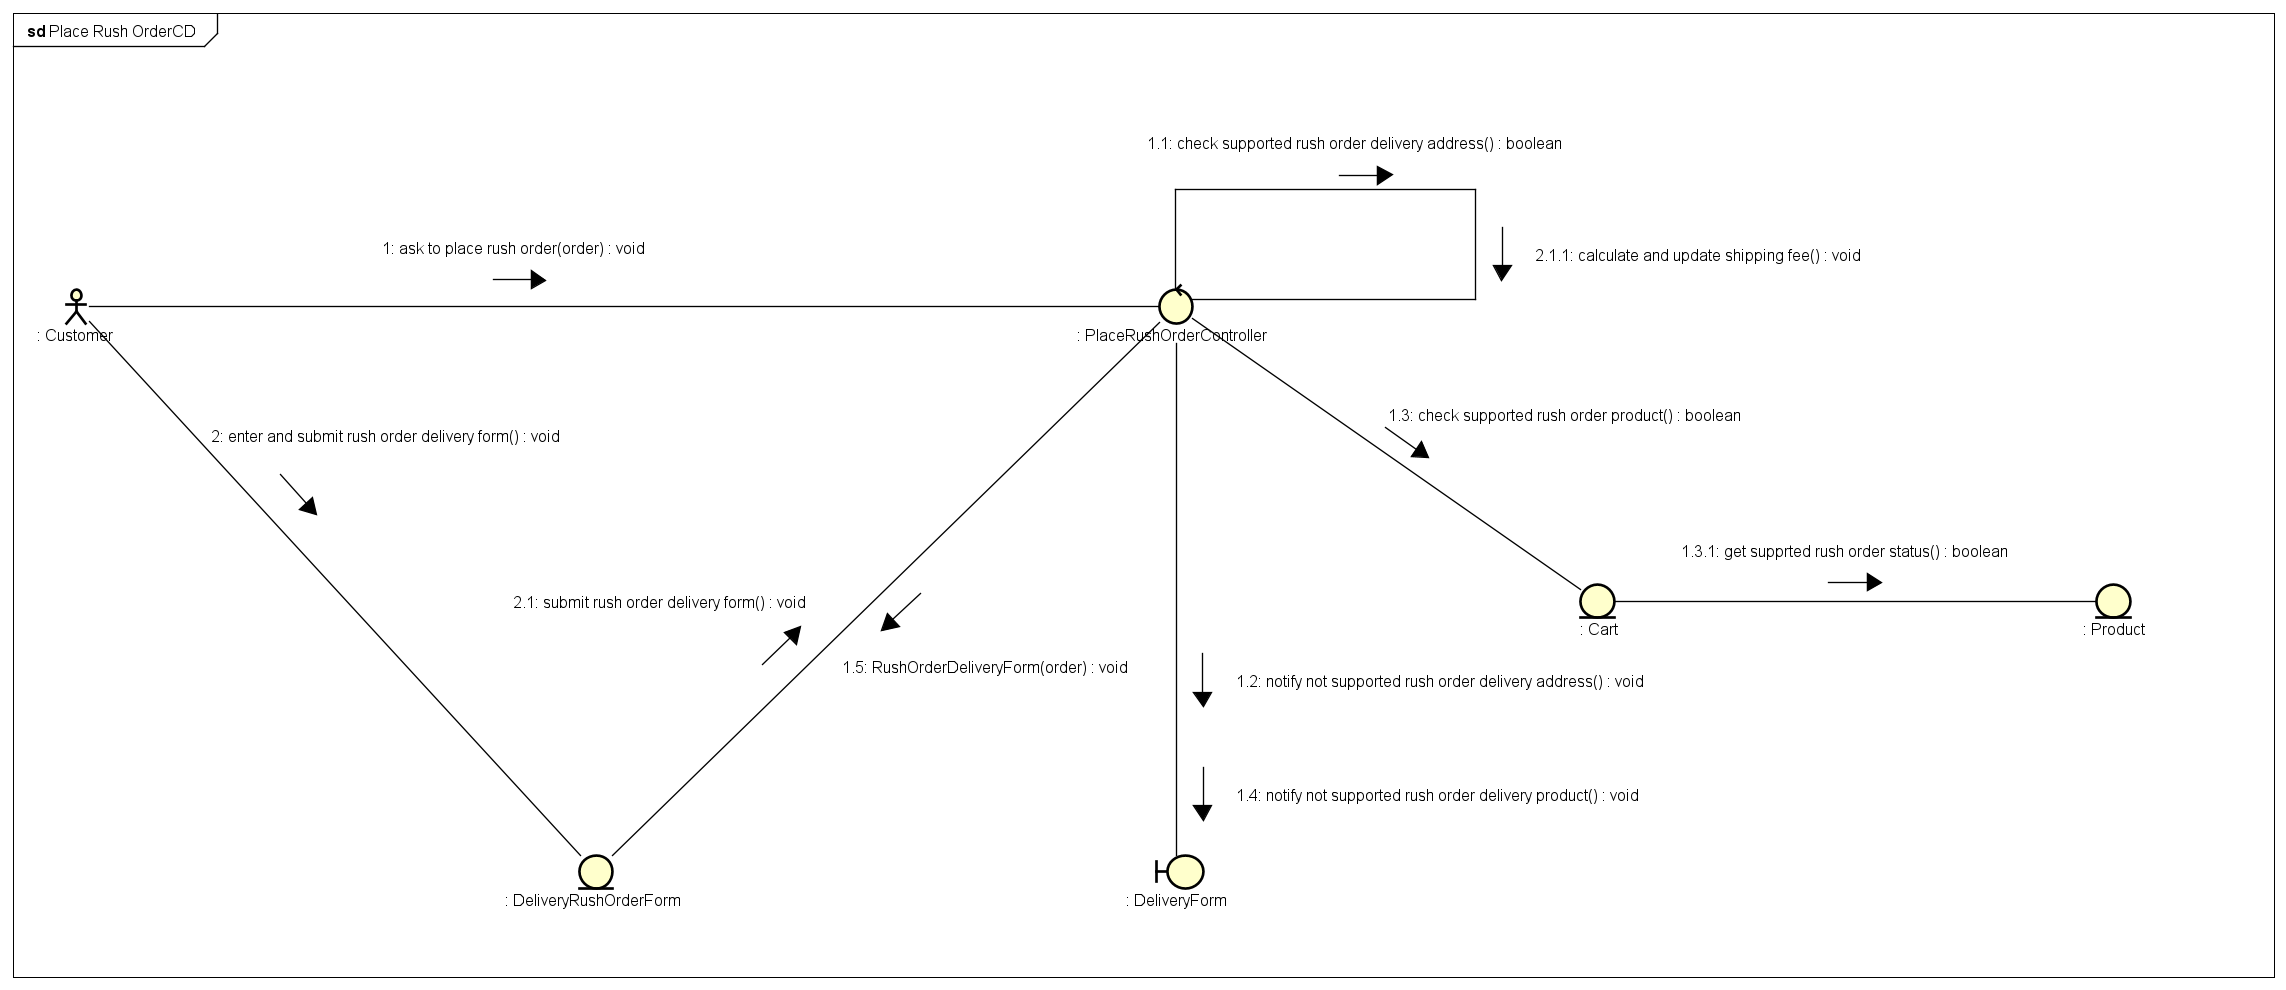 sd Place Rush OrderCD
1.1: check supported rush order delivery address() : boolean
1: ask to place rush order(order) : void
2.1.1: calculate and update shipping fee() : void
: Customer
: PlaceRushOrderController
1.3: check supported rush order product() : boolean
2: enter and submit rush order delivery form() : void
1.3.1: get supprted rush order status() : boolean
2.1: submit rush order delivery form() : void
: Cart
: Product
1.5: RushOrderDeliveryForm(order) : void
1.2: notify not supported rush order delivery address() : void
1.4: notify not supported rush order delivery product() : void
: DeliveryRushOrderForm
: DeliveryForm